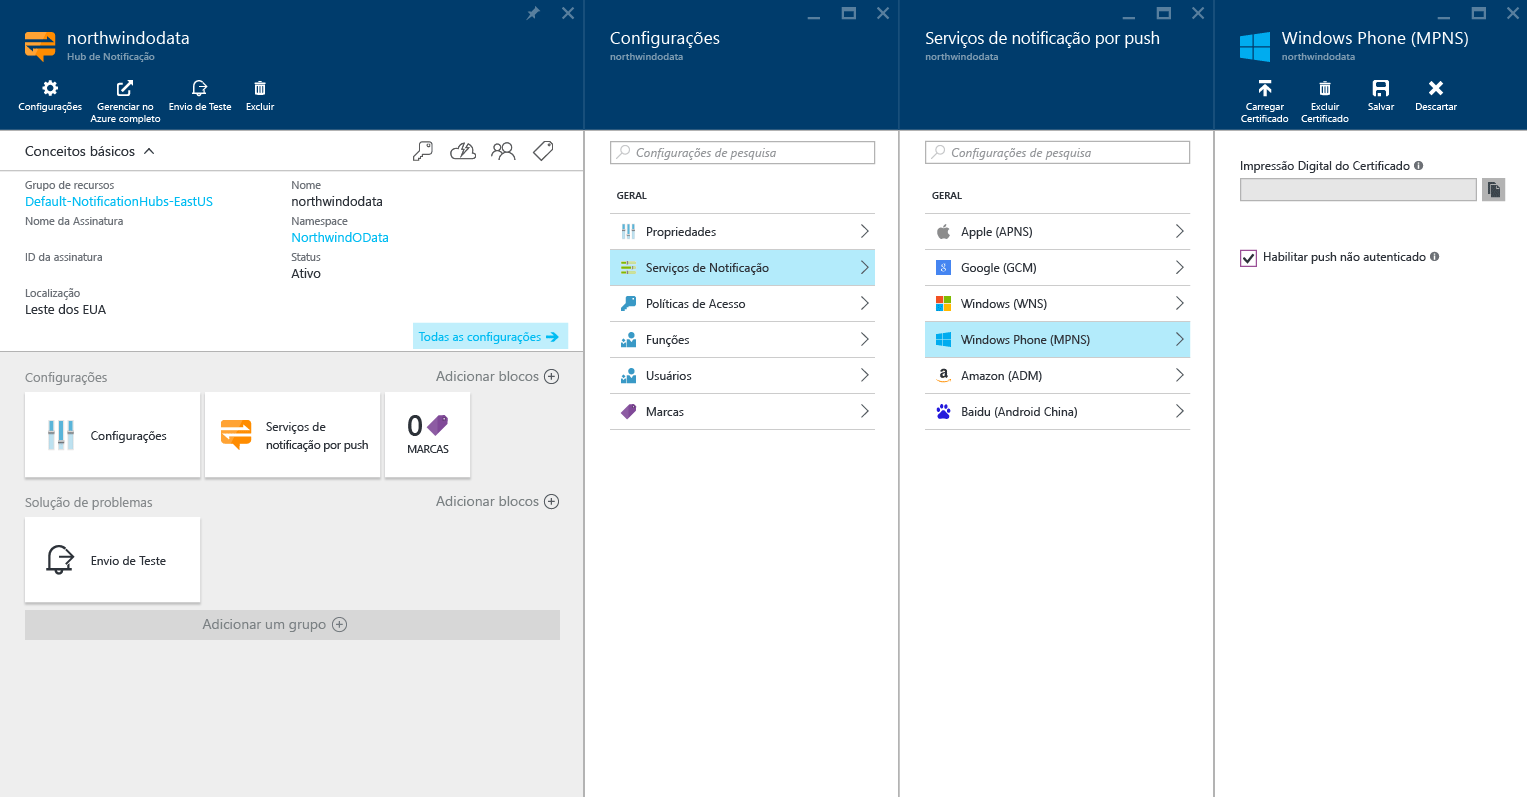 northwindodata
Hub de Notificação
Configurações
Gerenciar no
Azure completo
Envio de Teste
Excluir
Conceitos básicos
Grupo de recursos
Default-NotificationHubs-EastUS
Nome da Assinatura
ID da assinatura
Localização
Leste dos EUA
Nome
northwindodata
Namespace
NorthwindOData
Status
Ativo
Todas as configurações
Configurações
Adicionar blocos
Configurações
Serviços de
notificação por push
0
MARCAS
Solução de problemas
Adicionar blocos
Envio de Teste
Adicionar um grupo
Configurações
northwindodata
Configurações de pesquisa
GERAL
Propriedades
Serviços de Notificação
Políticas de Acesso
Funções
Usuários
Marcas
Serviços de notificação por push
northwindodata
Configurações de pesquisa
GERAL
Apple (APNS)
Google (GCM)
Windows (WNS)
Windows Phone (MPNS)
Amazon (ADM)
Baidu (Android China)
Windows Phone (MPNS)
northwindodata
Carregar
Certificado
Excluir
Certificado
Salvar
Descartar
Impressão Digital do Certificado
Habilitar push não autenticado